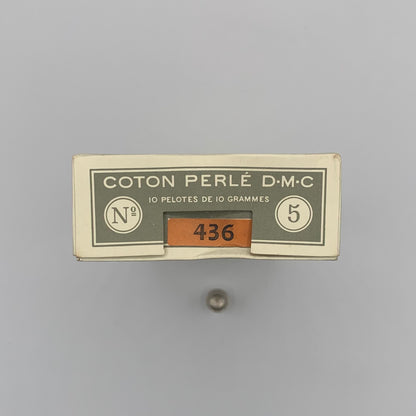 COTON PERLÉ D·M·C
10 PELOTES DE 10 GRAMMES
Nº 5
436